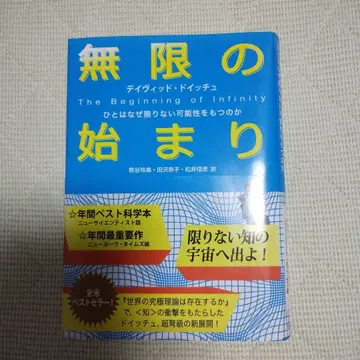 無限の
デイヴィッド・ドイッチュ
The Beginning of Infinity
ひとはなぜ限りない可能性をもつのか
始まり
熊谷玲美・田沢恭子・松井信彦 訳
☆年間ベスト科学本
ニューサイエンティスト誌
☆年間最重要作
ニューヨーク・タイムズ紙
限りない知の
宇宙へ出よ!
全米
ベストセラー!
『世界の究極理論は存在するか』
で、<知>の衝撃をもたらした
ドイッチュ、超弩級の新展開!